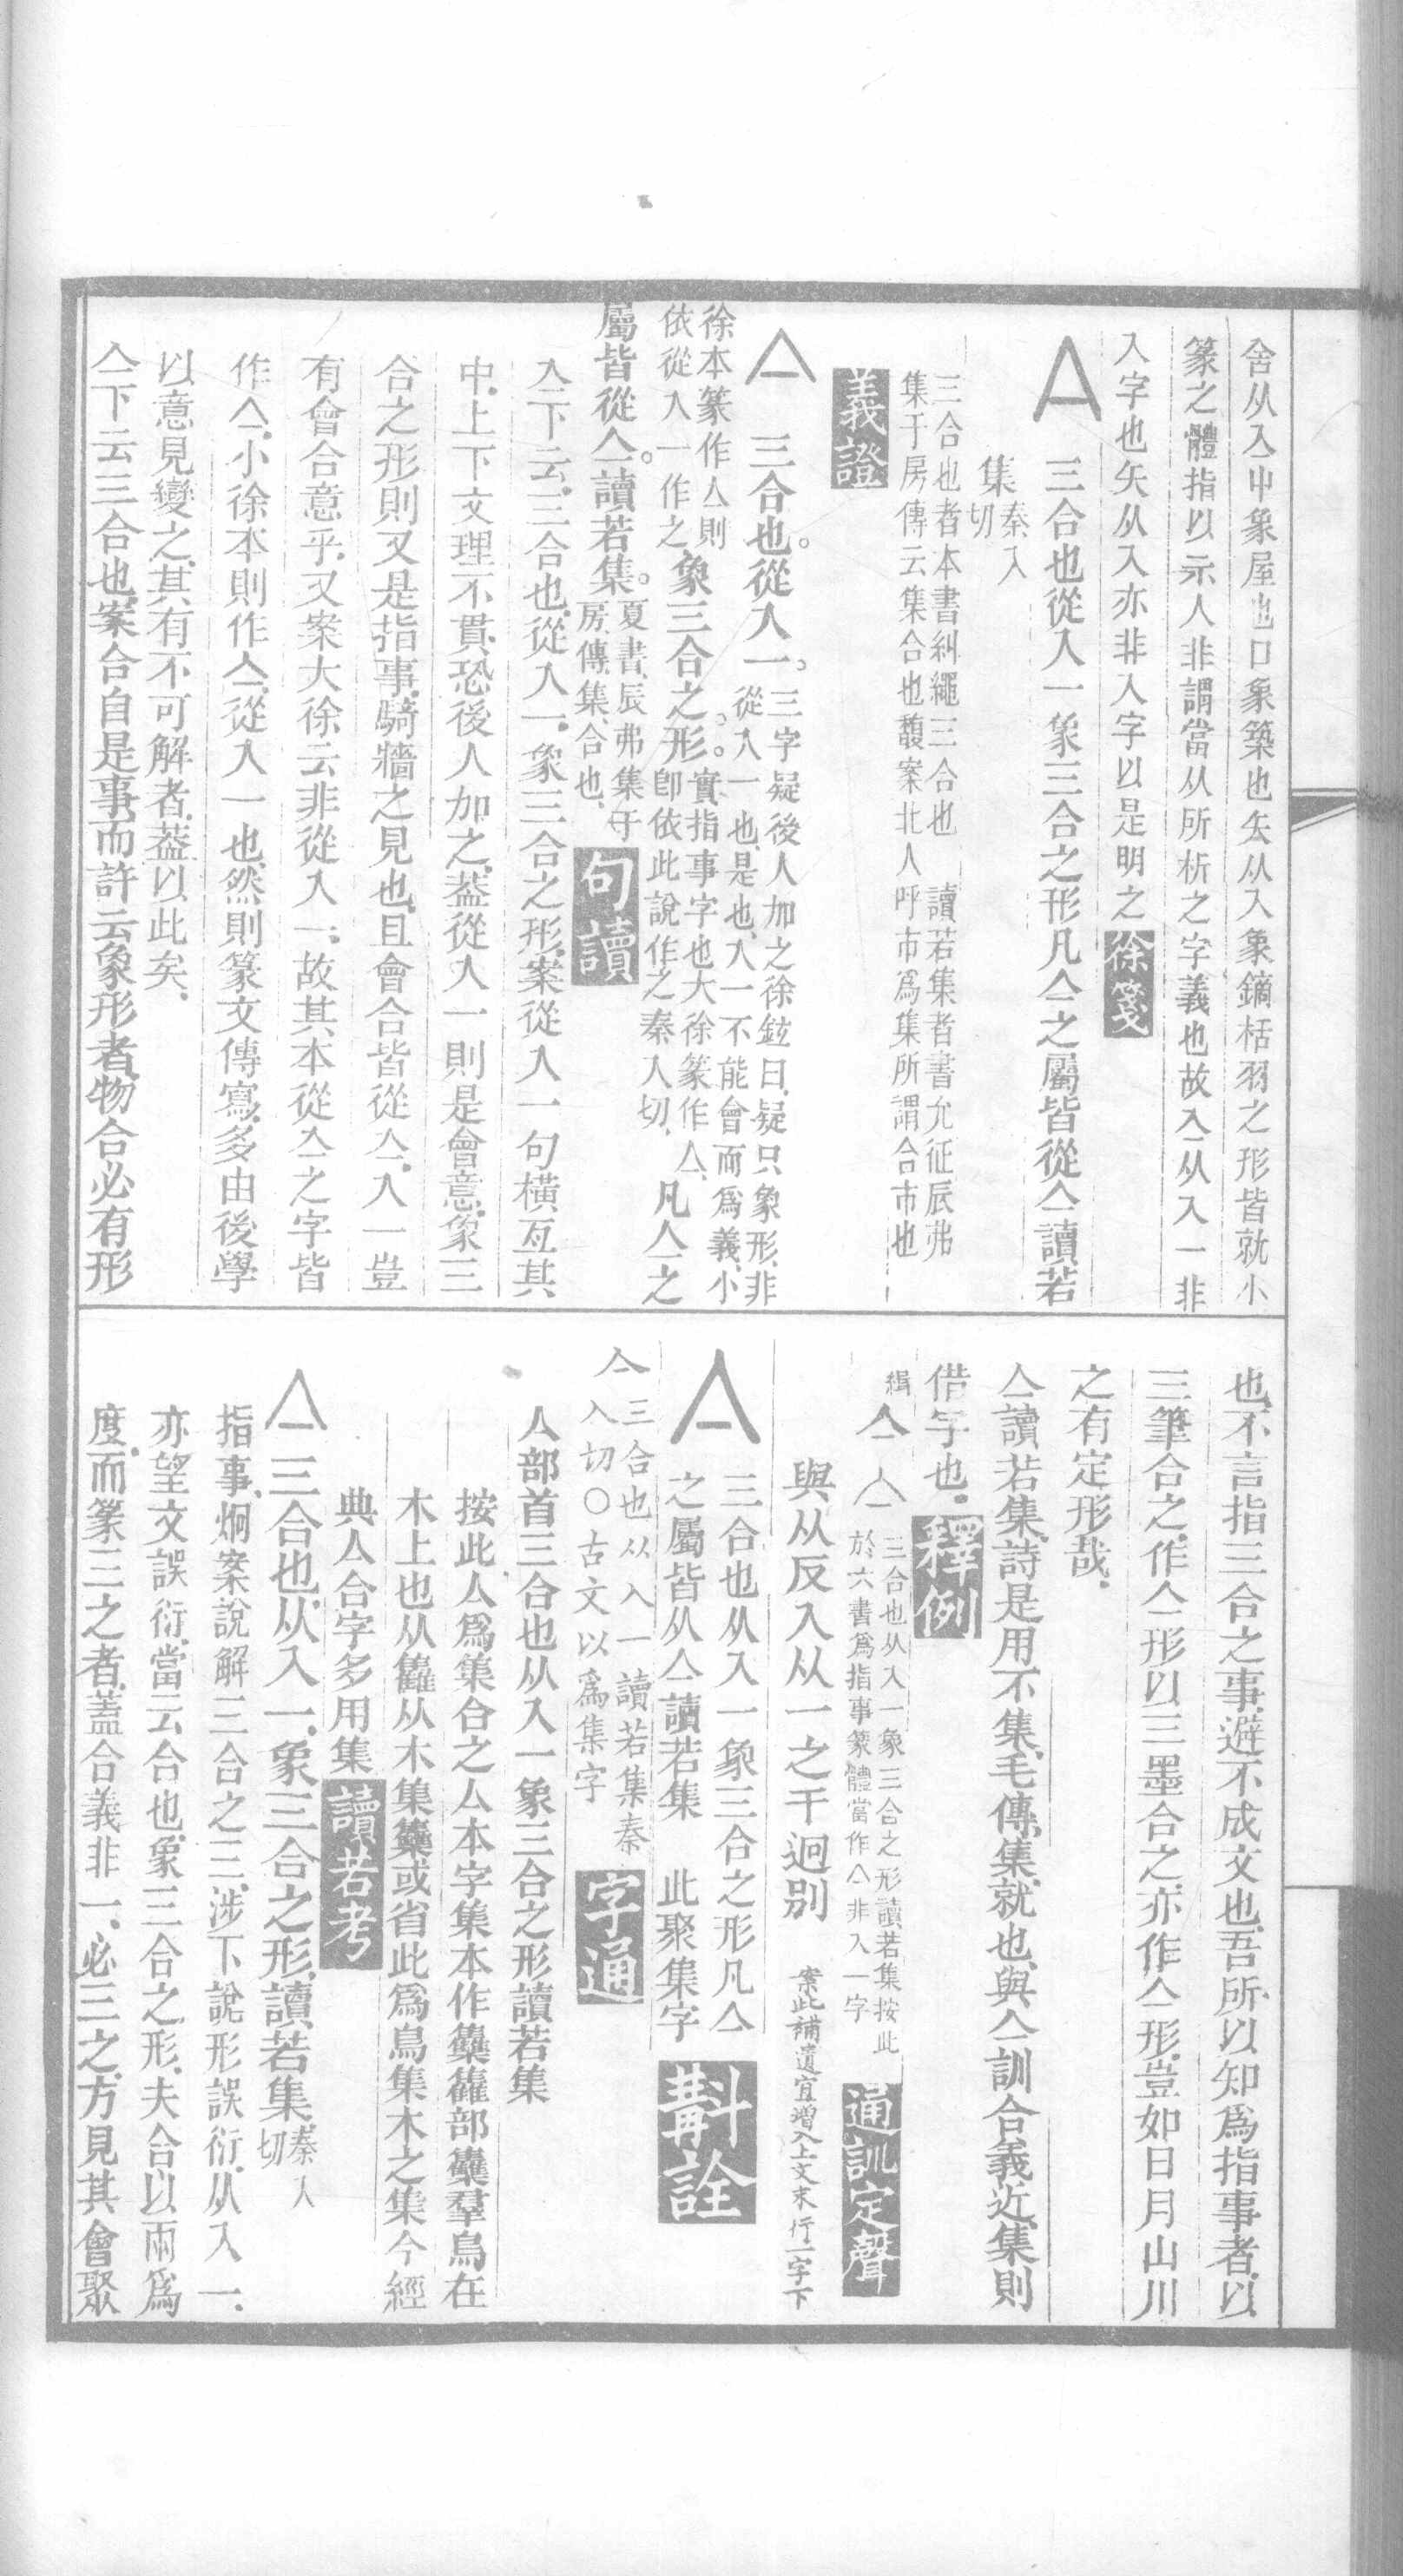 舍从亼屮象屋也口象築也矢从入象鏑栝羽之形皆就小
篆之體指以示人非謂當从所析之字義也故亼从入一非
入字也矢从入亦非入字以是明之徐箋
亼三合也從入一象三合之形凡亼之屬皆從亼讀若
集秦入切
三合也者本書糾繩三合也 讀若集者書允征辰弗
集于房傳云集合也馥案北人呼市爲集所謂合市也
義證
亼三合也。從入一。三字疑後人加之徐鉉曰疑只象形非
從入一也是也入一不能會而爲義小
徐本篆作亼則
依從入一作之象三合之形。實指事字也大徐篆作亼
卽依此說作之秦入切凡亼之
屬皆從亼。讀若集。夏書辰弗集于
房傳集合也句讀
亼下云三合也從入一象三合之形案從入一句橫亙其
中上下文理不貫恐後人加之蓋從入一則是會意象三
合之形則又是指事騎牆之見也且會合皆從亼入一豈
有會合意乎又案大徐云非從入一故其本從亼之字皆
作亼小徐本則作亼從入一也然則篆文傳寫多由後學
以意見變之其有不可解者蓋以此矣
亼下云三合也案合自是事而許云象形者物合必有形
也不言指三合之事避不成文也吾所以知爲指事者以
三筆合之作亼形以三墨合之亦作亼形豈如日月山川
之有定形哉
亼讀若集詩是用不集毛傳集就也與亼訓合義近集則
借字也釋例
緝亼亼三合也从入一象三合之形讀若集按此
於六書爲指事篆體當作亼非入一字通訓定聲
與从反入从一之干迥別案此補遺宜增入上文末行一字下
亼三合也从入一象三合之形凡亼
之屬皆从亼讀若集 此聚集字斠詮
亼三合也从入一讀若集秦
入切○古文以爲集字字通
亼部首三合也从入一象三合之形讀若集
按此亼爲集合之亼本字集本作雧雥部雧羣鳥在
木上也从雥从木集雧或省此爲鳥集木之集今經
典亼合字多用集讀若考
亼三合也从入一象三合之形讀若集秦入切
指事炯案說解三合之三涉下說形誤衍从入一
亦望文誤衍當云合也象三合之形夫合以兩爲
度而篆三之者蓋合義非一必三之方見其會聚